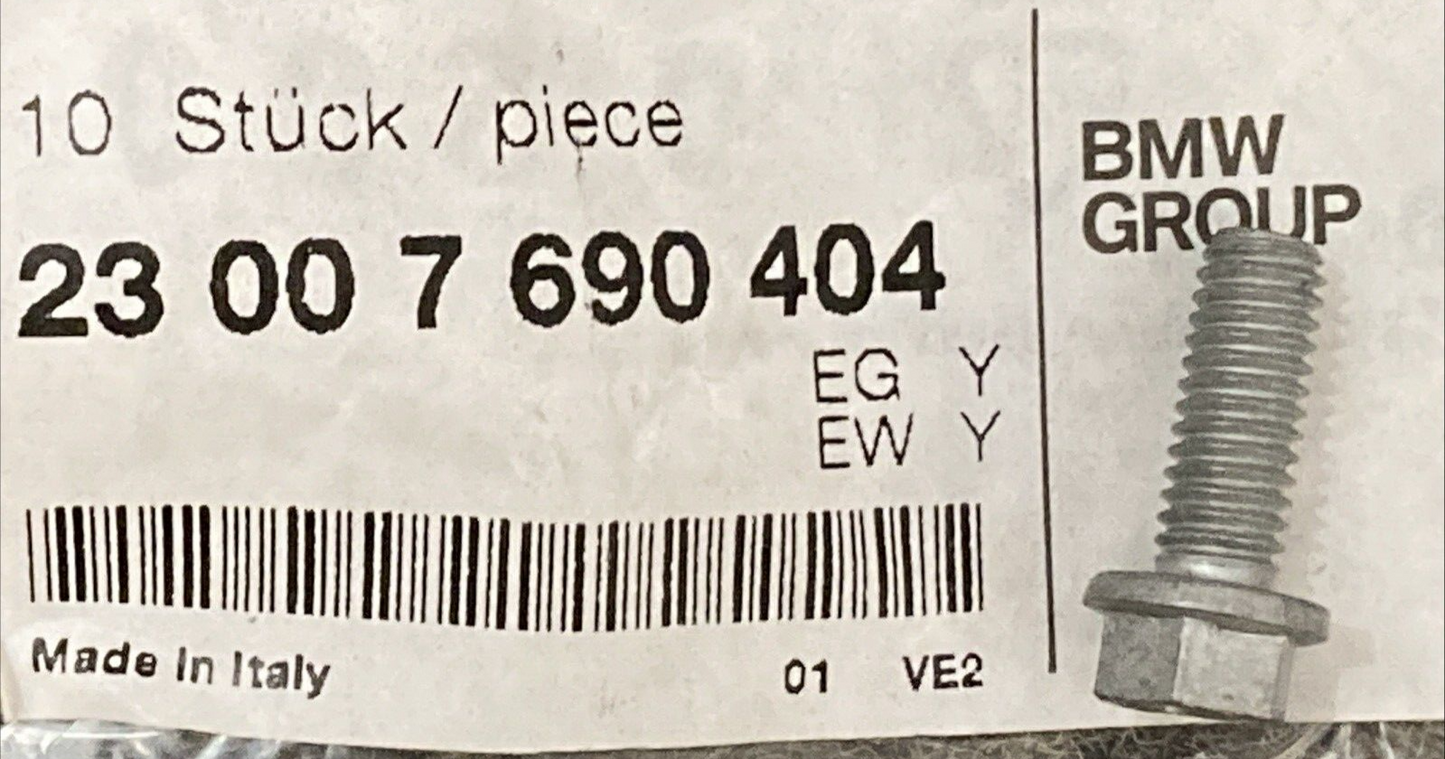 10 Stück / piece
23 00 7 690 404
EG Y
EW Y
Made in Italy
01 VE2
BMW
GROUP